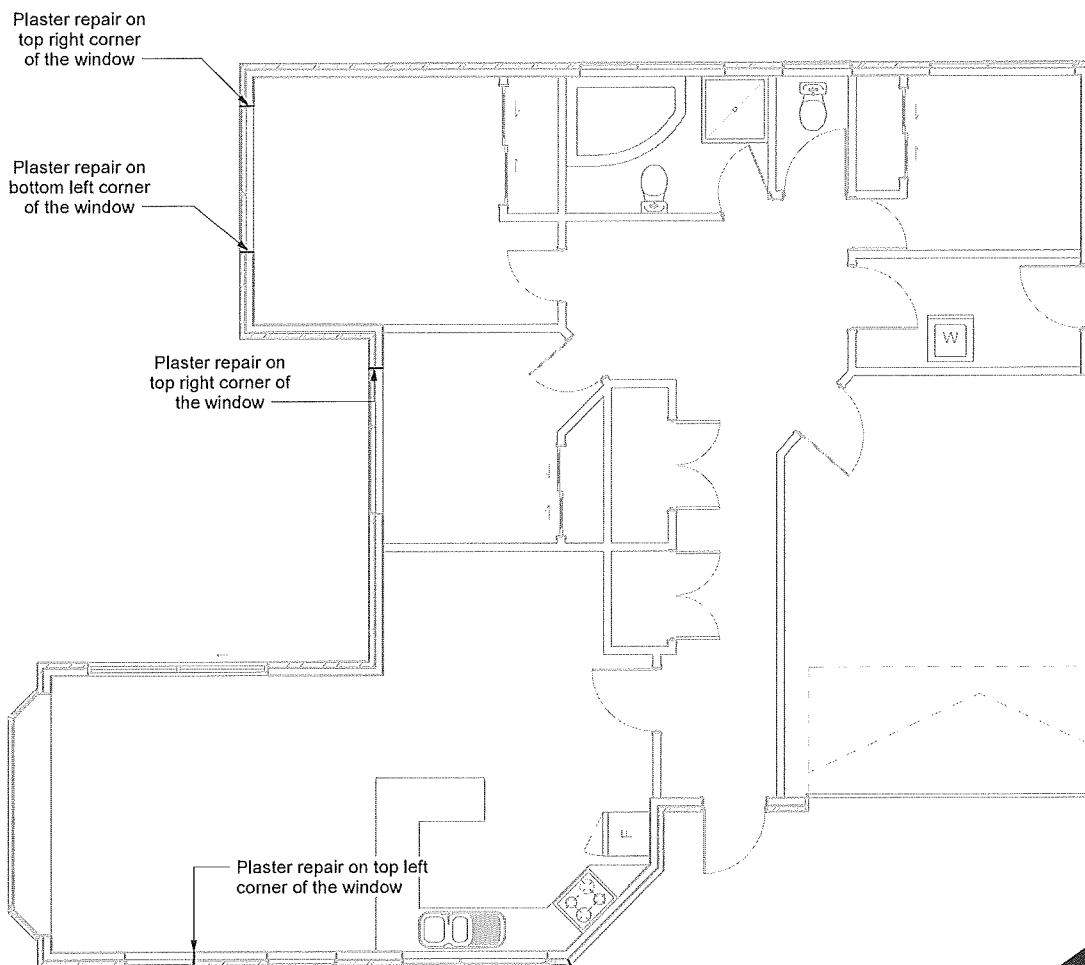 Plaster repair on
top right corner
of the window
Plaster repair on
bottom left corner
of the window
Plaster repair on
top right corner of
the window
W
F
Plaster repair on top left
corner of the window